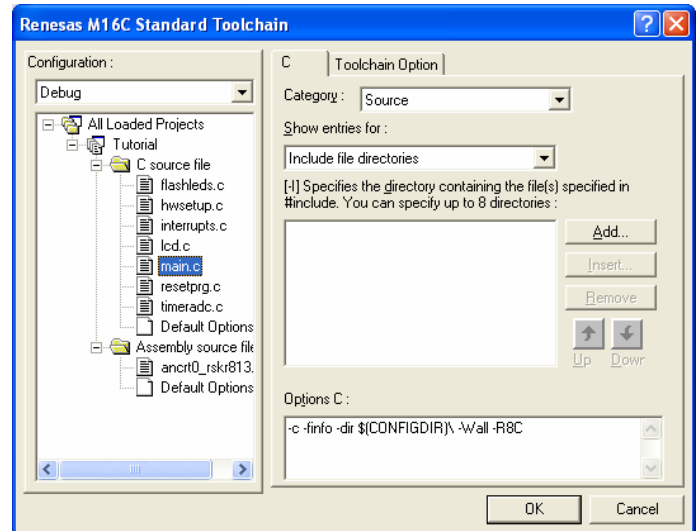 Renesas M16C Standard Toolchain
Configuration :
Debug
All Loaded Projects
Tutorial
C source file
flashleds.c
hwsetup.c
interrupts.c
lcd.c
main.c
resetprg.c
timeradc.c
Default Options
Assembly source file
ancrt0_rskr813.
Default Options
C
Toolchain Option
Category :
Source
Show entries for :
Include file directories
[-I] Specifies the directory containing the file(s) specified in
#include. You can specify up to 8 directories :
Add...
Insert...
Remove
Up
Down
Options C :
-c -finfo -dir $(CONFIGDIR)\ -Wall -R8C
OK
Cancel